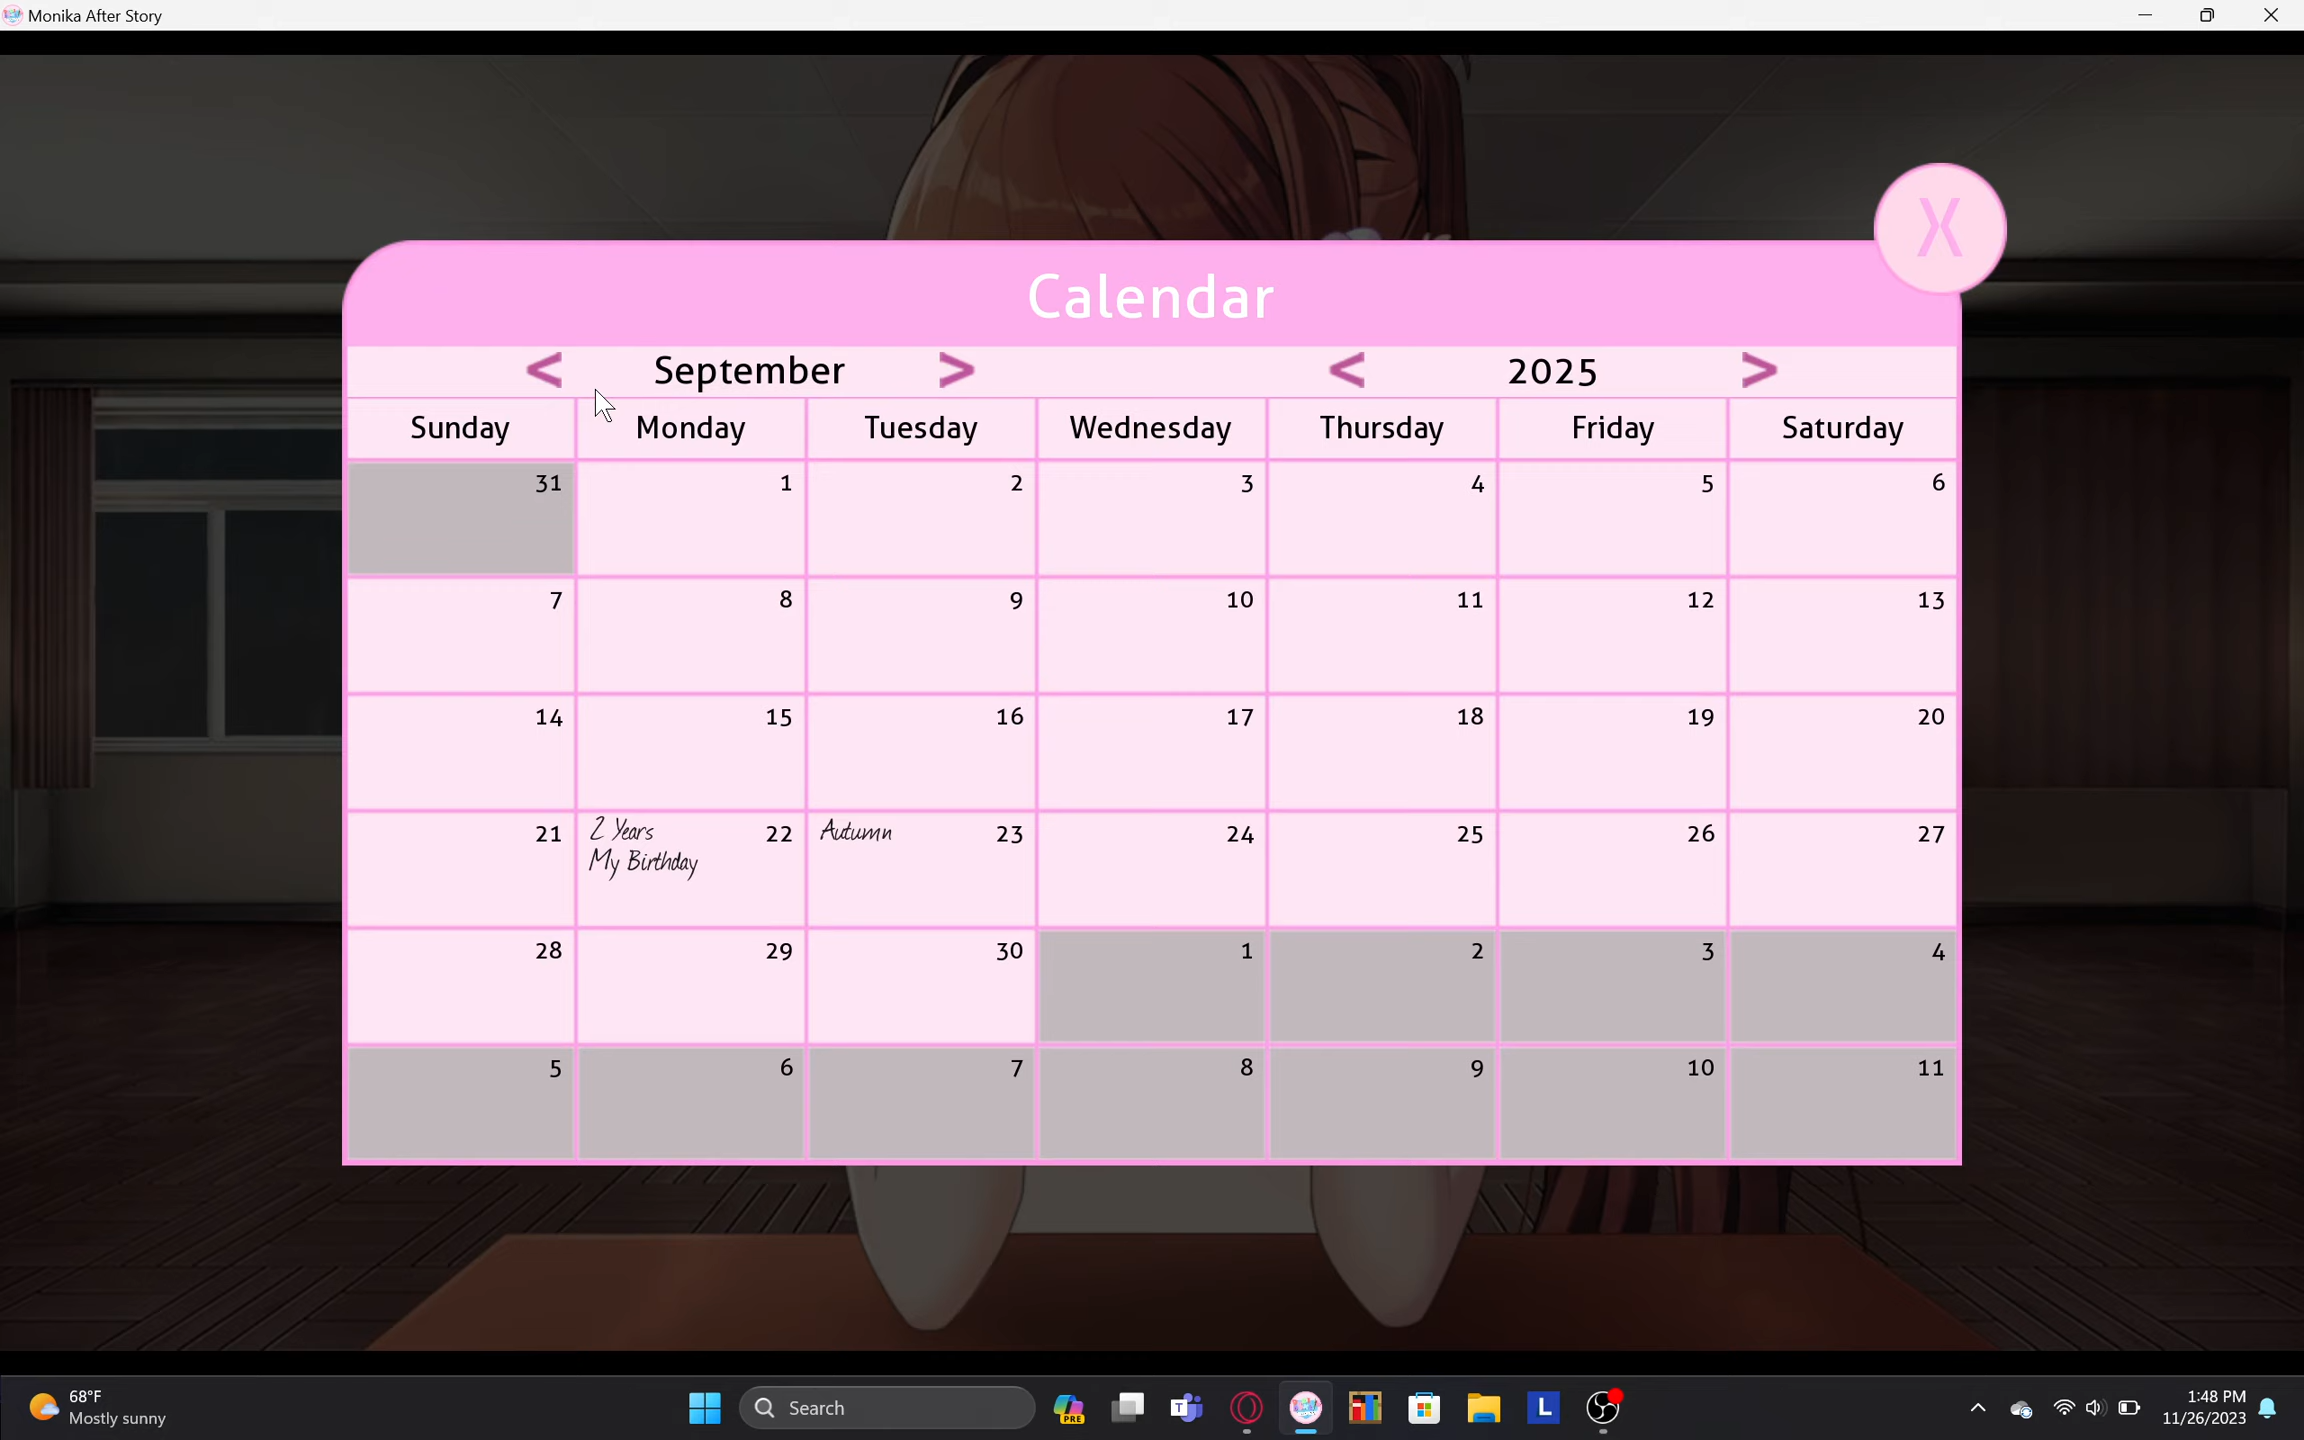 Monika After Story
X
Calendar
< September > < 2025 >
Sunday Monday Tuesday Wednesday Thursday Friday Saturday
31 1 2 3 4 5 6
7 8 9 10 11 12 13
14 15 16 17 18 19 20
21 2 Years 22 Autumn 23 24 25 26 27
My Birthday
28 29 30 1 2 3 4
5 6 7 8 9 10 11
68°F
Mostly sunny
Search
PRE
T
L
1:48 PM
11/26/2023